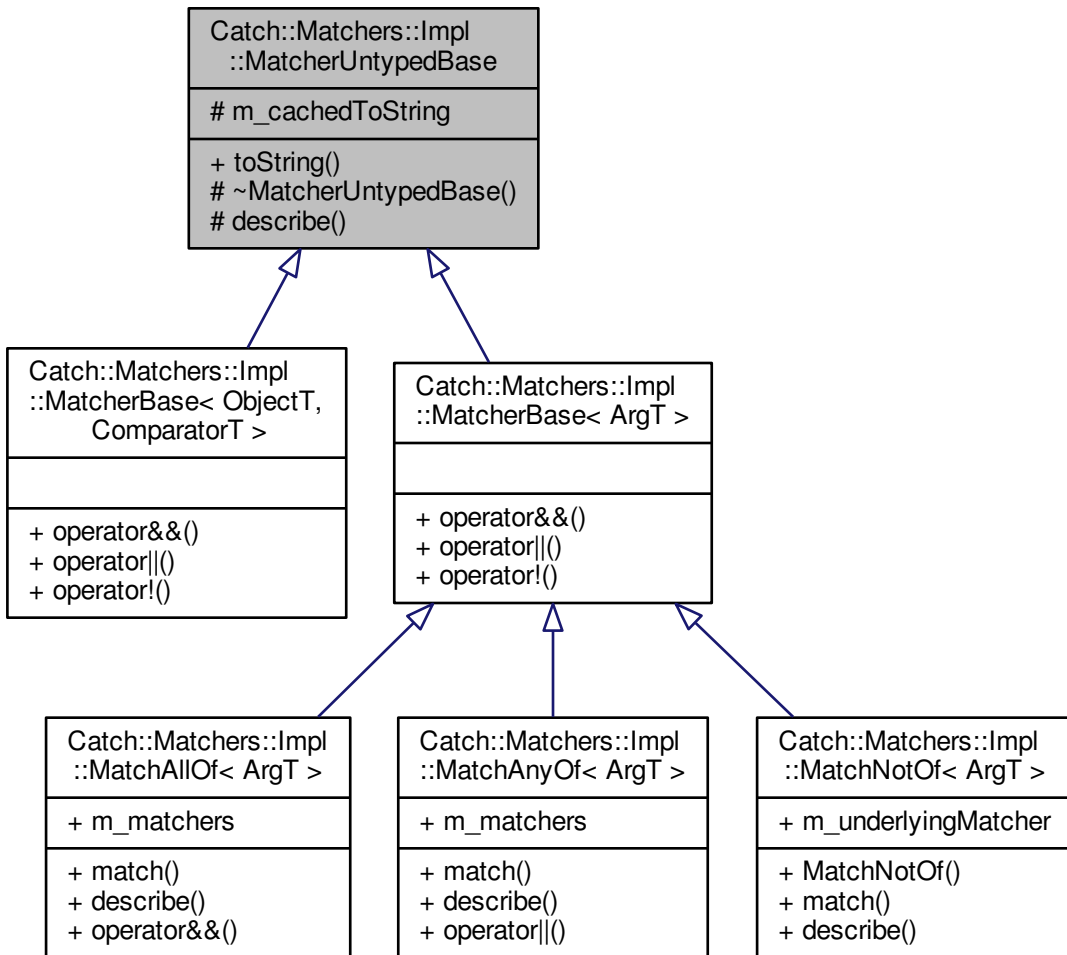 Catch::Matchers::Impl
::MatcherUntypedBase
# m_cachedToString
+ toString()
# ~MatcherUntypedBase()
# describe()
Catch::Matchers::Impl
::MatcherBase< ObjectT,
ComparatorT >
+ operator&&()
+ operator||()
+ operator!()
Catch::Matchers::Impl
::MatcherBase< ArgT >
+ operator&&()
+ operator||()
+ operator!()
Catch::Matchers::Impl
::MatchAllOf< ArgT >
+ m_matchers
+ match()
+ describe()
+ operator&&()
Catch::Matchers::Impl
::MatchAnyOf< ArgT >
+ m_matchers
+ match()
+ describe()
+ operator||()
Catch::Matchers::Impl
::MatchNotOf< ArgT >
+ m_underlyingMatcher
+ MatchNotOf()
+ match()
+ describe()